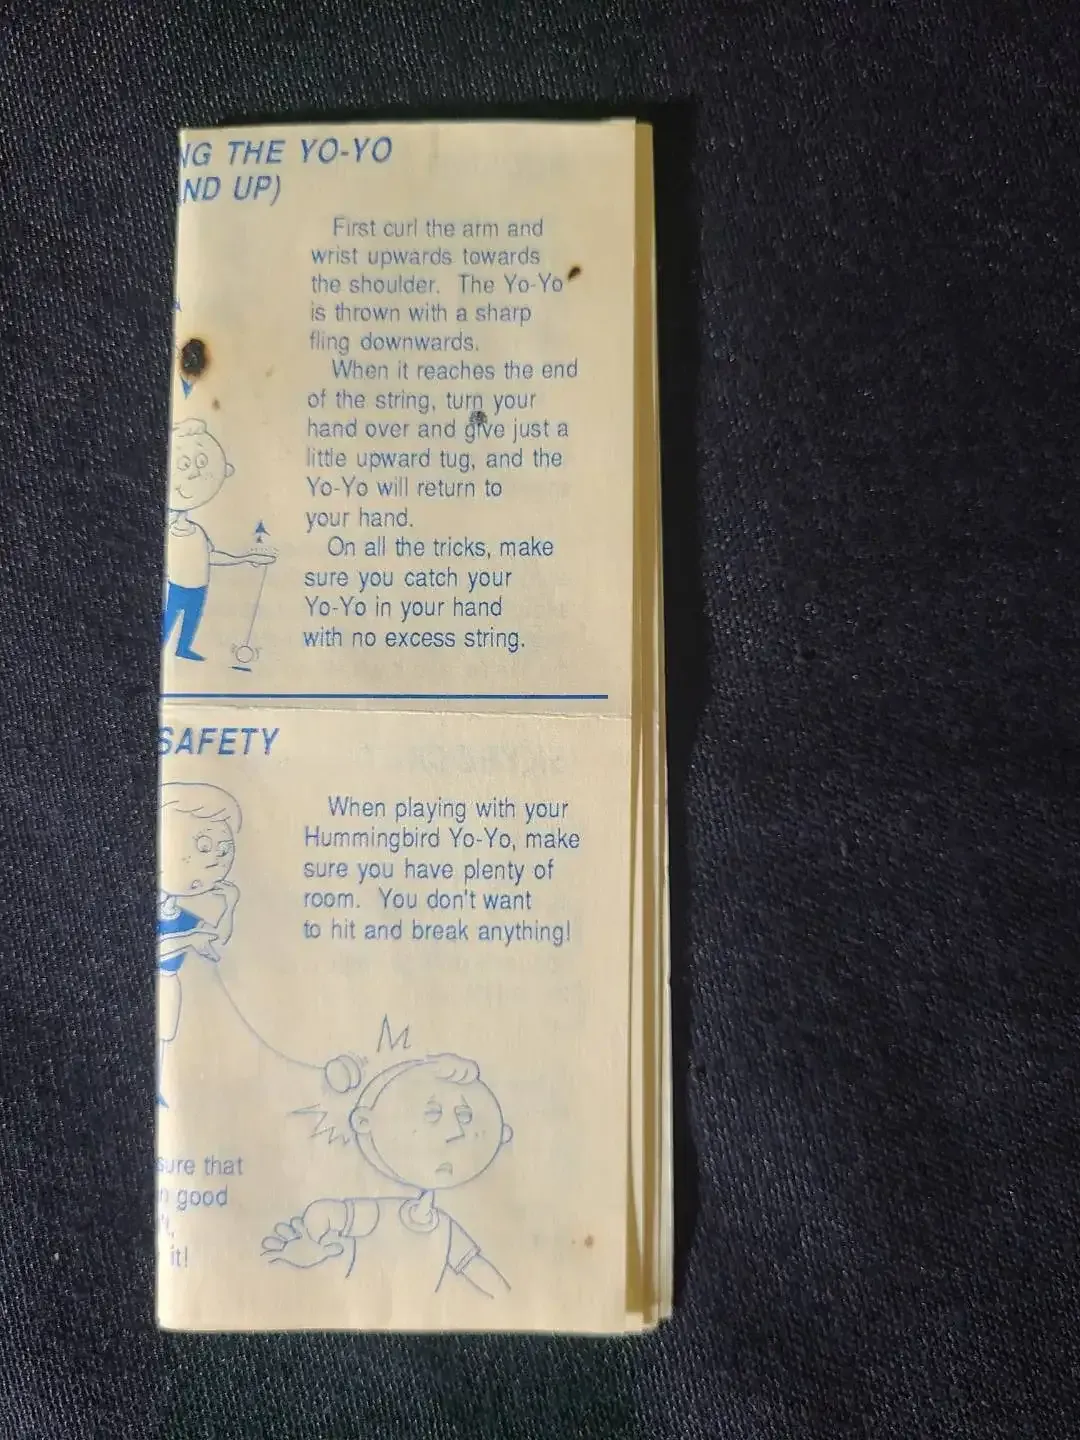 NG THE YO-YO
ND UP)
First curl the arm and
wrist upwards towards
the shoulder. The Yo-Yo
is thrown with a sharp
fling downwards.
When it reaches the end
of the string, turn your
hand over and give just a
little upward tug, and the
Yo-Yo will return to
your hand.
On all the tricks, make
sure you catch your
Yo-Yo in your hand
with no excess string.
SAFETY
When playing with your
Hummingbird Yo-Yo, make
sure you have plenty of
room. You don't want
to hit and break anything!
sure that
good
it!